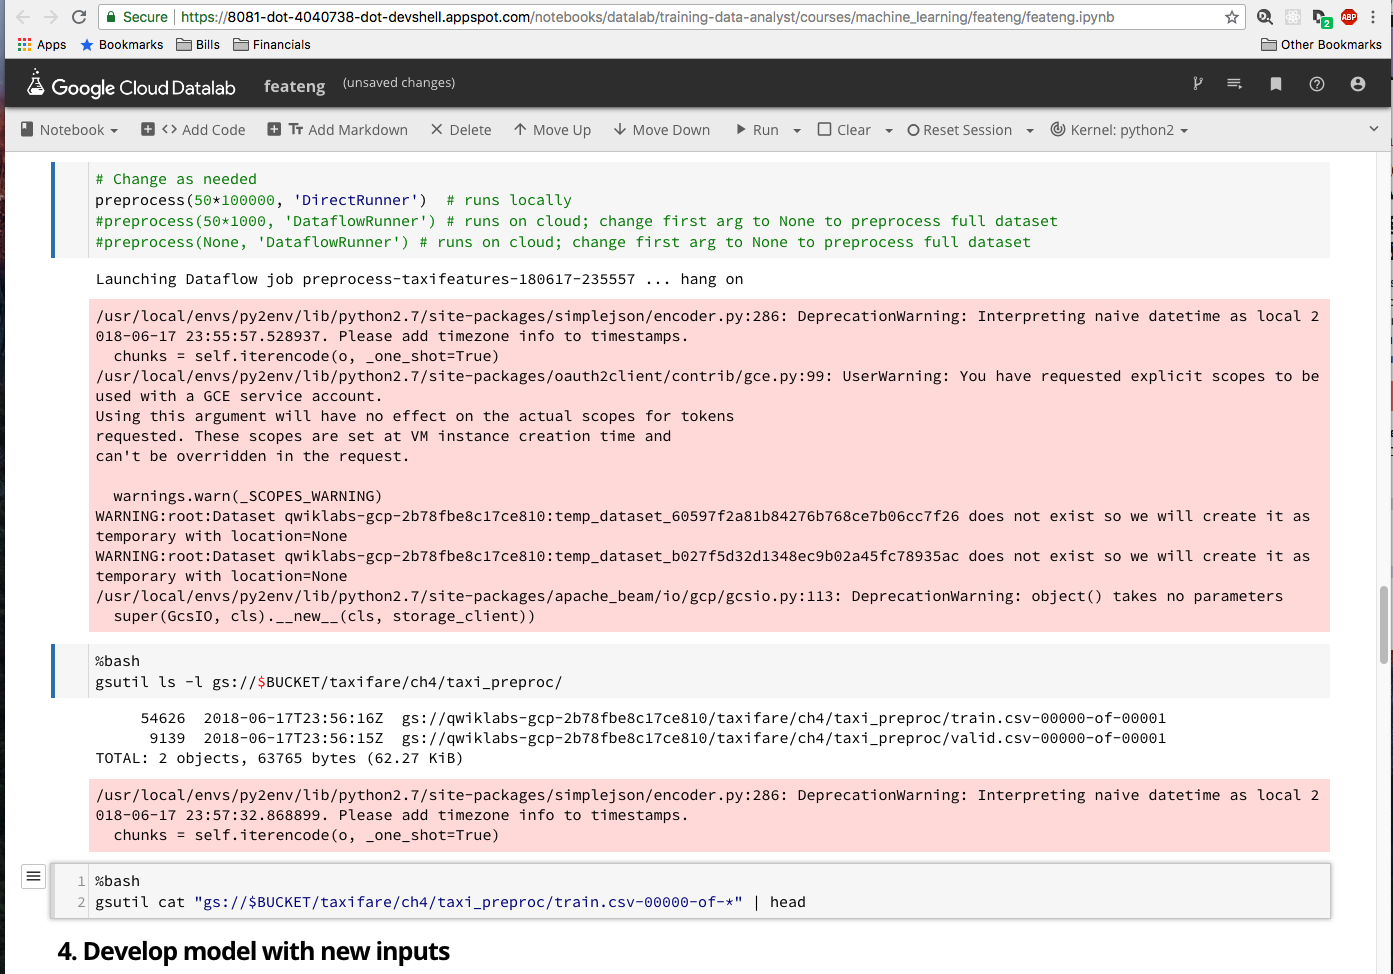 Secure https://8081-dot-4040738-dot-devshell.appspot.com/notebooks/datalab/training-data-analyst/courses/machine_learning/feateng/feateng.ipynb
2 ABP
Apps Bookmarks Bills Financials Other Bookmarks
Google Cloud Datalab feateng (unsaved changes)
Notebook <> Add Code Tr Add Markdown Delete Move Up Move Down Run Clear Reset Session Kernel: python2
# Change as needed
preprocess(50*100000, 'DirectRunner') # runs locally
#preprocess(50*1000, 'DataflowRunner') # runs on cloud; change first arg to None to preprocess full dataset
#preprocess(None, 'DataflowRunner') # runs on cloud; change first arg to None to preprocess full dataset
Launching Dataflow job preprocess-taxifeatures-180617-235557 ... hang on
/usr/local/envs/py2env/lib/python2.7/site-packages/simplejson/encoder.py:286: DeprecationWarning: Interpreting naive datetime as local 2
018-06-17 23:55:57.528937. Please add timezone info to timestamps.
chunks = self.iterencode(o, _one_shot=True)
/usr/local/envs/py2env/lib/python2.7/site-packages/oauth2client/contrib/gce.py:99: UserWarning: You have requested explicit scopes to be
used with a GCE service account.
Using this argument will have no effect on the actual scopes for tokens
requested. These scopes are set at VM instance creation time and
can't be overridden in the request.
warnings.warn(_SCOPES_WARNING)
WARNING:root:Dataset qwiklabs-gcp-2b78fbe8c17ce810:temp_dataset_60597f2a81b84276b768ce7b06cc7f26 does not exist so we will create it as
temporary with location=None
WARNING:root:Dataset qwiklabs-gcp-2b78fbe8c17ce810:temp_dataset_b027f5d32d1348ec9b02a45fc78935ac does not exist so we will create it as
temporary with location=None
/usr/local/envs/py2env/lib/python2.7/site-packages/apache_beam/io/gcp/gcsio.py:113: DeprecationWarning: object() takes no parameters
super(GcsIO, cls).__new__(cls, storage_client))
%bash
gsutil ls -l gs://$BUCKET/taxifare/ch4/taxi_preproc/
54626 2018-06-17T23:56:16Z gs://qwiklabs-gcp-2b78fbe8c17ce810/taxifare/ch4/taxi_preproc/train.csv-00000-of-00001
9139 2018-06-17T23:56:15Z gs://qwiklabs-gcp-2b78fbe8c17ce810/taxifare/ch4/taxi_preproc/valid.csv-00000-of-00001
TOTAL: 2 objects, 63765 bytes (62.27 KiB)
/usr/local/envs/py2env/lib/python2.7/site-packages/simplejson/encoder.py:286: DeprecationWarning: Interpreting naive datetime as local 2
018-06-17 23:57:32.868899. Please add timezone info to timestamps.
chunks = self.iterencode(o, _one_shot=True)
1 %bash
2 gsutil cat "gs://$BUCKET/taxifare/ch4/taxi_preproc/train.csv-00000-of-*" | head
4. Develop model with new inputs